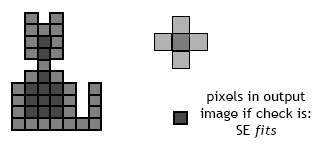 pixels in output
image if check is:
SE fits